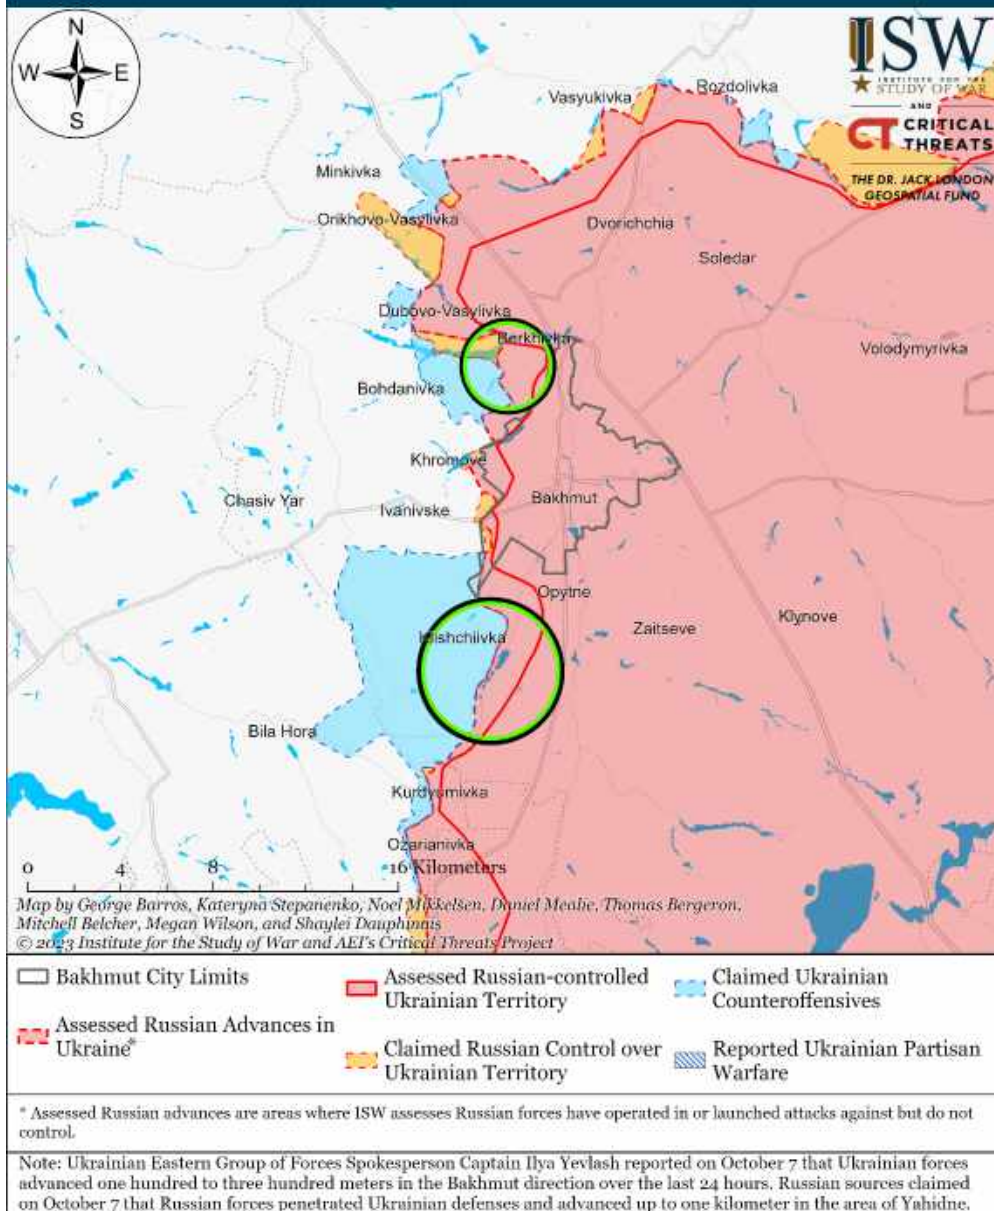 N
W E
S
ISW
INSTITUTE FOR THE
STUDY OF WAR
AND
CT CRITICAL
THREATS
THE DR. JACK LONDON
GEOSPATIAL FUND
Vasyukivka
Rozdolivka
Minkivka
Orikhovo-Vasylivka
Dvorichchia
Soledar
Dubovo-Vasylivka
Berkhivka
Volodymyrivka
Bohdanivka
Khromove
Chasiv Yar
Ivanivske
Bakhmut
Opytne
Klishchiivka
Zaitseve
Klynove
Bila Hora
Kurdyumivka
Ozarianivka
0 4 8 16 Kilometers
Map by George Barros, Kateryna Stepanenko, Noel Mikkelsen, Daniel Mealie, Thomas Bergeron,
Mitchell Belcher, Megan Wilson, and Shaylei Dauphinnis
© 2023 Institute for the Study of War and AEI's Critical Threats Project
Bakhmut City Limits
Assessed Russian Advances in
Ukraine*
Assessed Russian-controlled
Ukrainian Territory
Claimed Russian Control over
Ukrainian Territory
Claimed Ukrainian
Counteroffensives
Reported Ukrainian Partisan
Warfare
* Assessed Russian advances are areas where ISW assesses Russian forces have operated in or launched attacks against but do not
control.
Note: Ukrainian Eastern Group of Forces Spokesperson Captain Ilya Yevlash reported on October 7 that Ukrainian forces
advanced one hundred to three hundred meters in the Bakhmut direction over the last 24 hours. Russian sources claimed
on October 7 that Russian forces penetrated Ukrainian defenses and advanced up to one kilometer in the area of Yahidne.